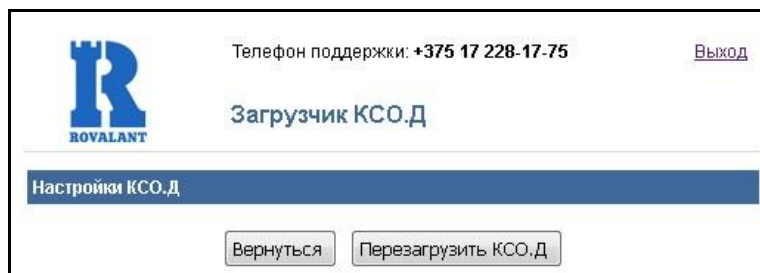 Телефон поддержки: +375 17 228-17-75
Выход
ROVALANT
Загрузчик КСО.Д
Настройки КСО.Д
Вернуться
Перезагрузить КСО.Д